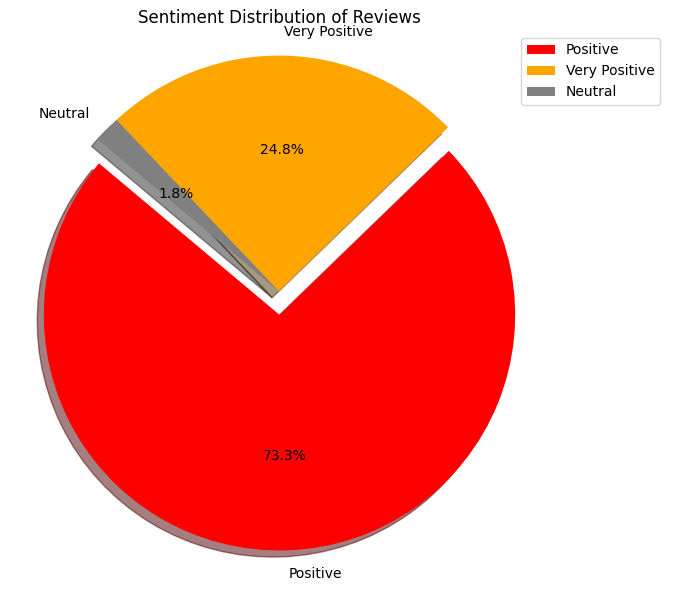 Sentiment Distribution of Reviews
Very Positive
Positive
Very Positive
Neutral
Neutral
24.8%
1.8%
73.3%
Positive